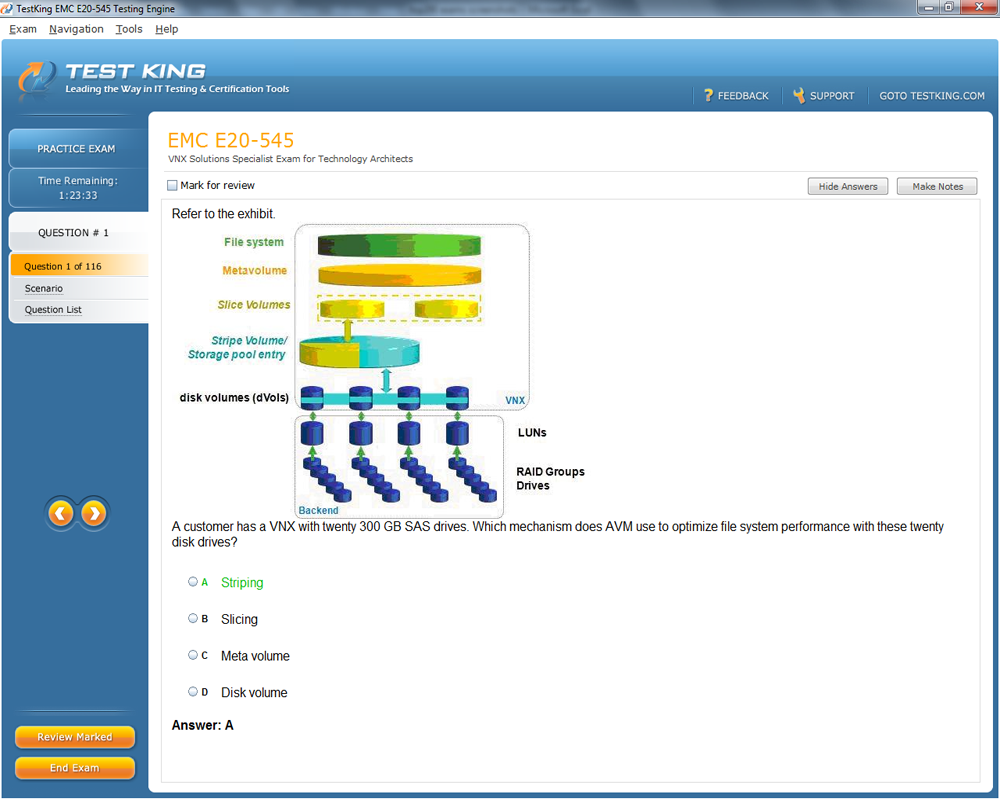 TestKing EMC E20-545 Testing Engine
Exam Navigation Tools Help
TEST KING
Leading the Way in IT Testing & Certification Tools
FEEDBACK SUPPORT GOTO TESTKING.COM
PRACTICE EXAM
Time Remaining:
1:23:33
QUESTION # 1
Question 1 of 116
Scenario
Question List
Review Marked
End Exam
EMC E20-545
VNX Solutions Specialist Exam for Technology Architects
Mark for review
Hide Answers Make Notes
Refer to the exhibit.
File system
Metavolume
Slice Volumes
Stripe Volume/
Storage pool entry
disk volumes (dVols)
VNX
LUNs
RAID Groups
Drives
Backend
A customer has a VNX with twenty 300 GB SAS drives. Which mechanism does AVM use to optimize file system performance with these twenty
disk drives?
A Striping
B Slicing
C Meta volume
D Disk volume
Answer: A